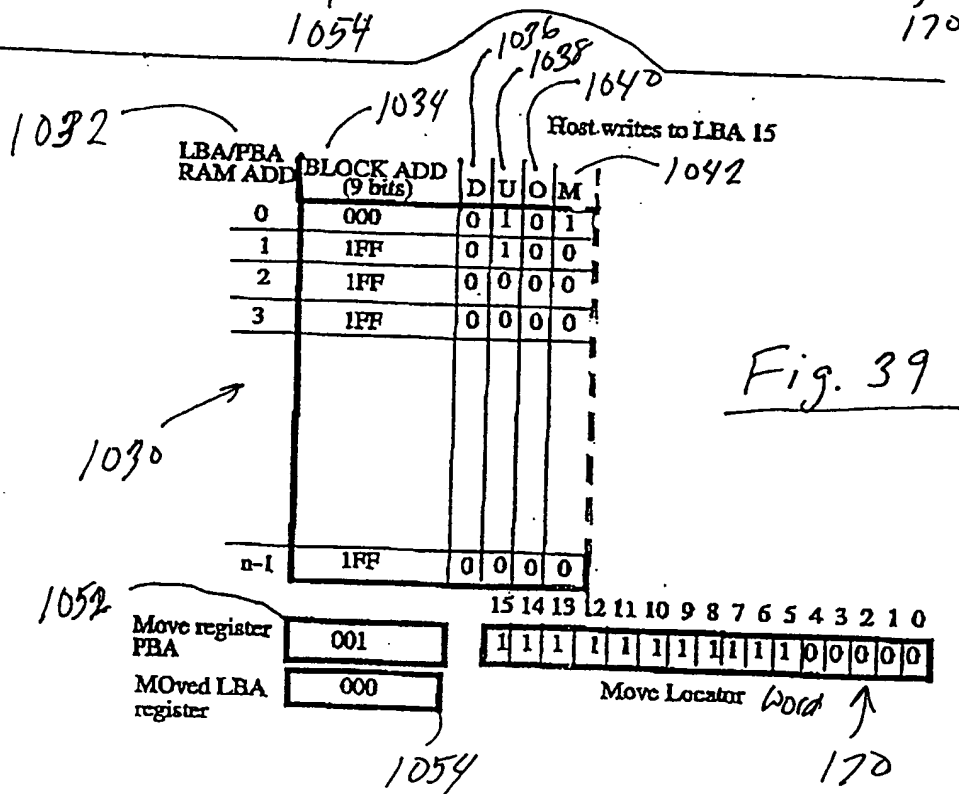 1054 170
1036
1038
1040
1034
1032
Host writes to LBA 15
1042
LBA/PBA
RAM ADD
BLOCK ADD
(9 bits)
D U O M
0 000 0 1 0 1
1 1FF 0 1 0 0
2 1FF 0 0 0 0
3 1FF 0 0 0 0
Fig. 39
1030
n-1 1FF 0 0 0 0
1052
15 14 13 12 11 10 9 8 7 6 5 4 3 2 1 0
Move register
PBA
001
1 1 1 1 1 1 1 1 1 1 1 0 0 0 0 0
MOved LBA
register
000
Move Locator Word
1054
170